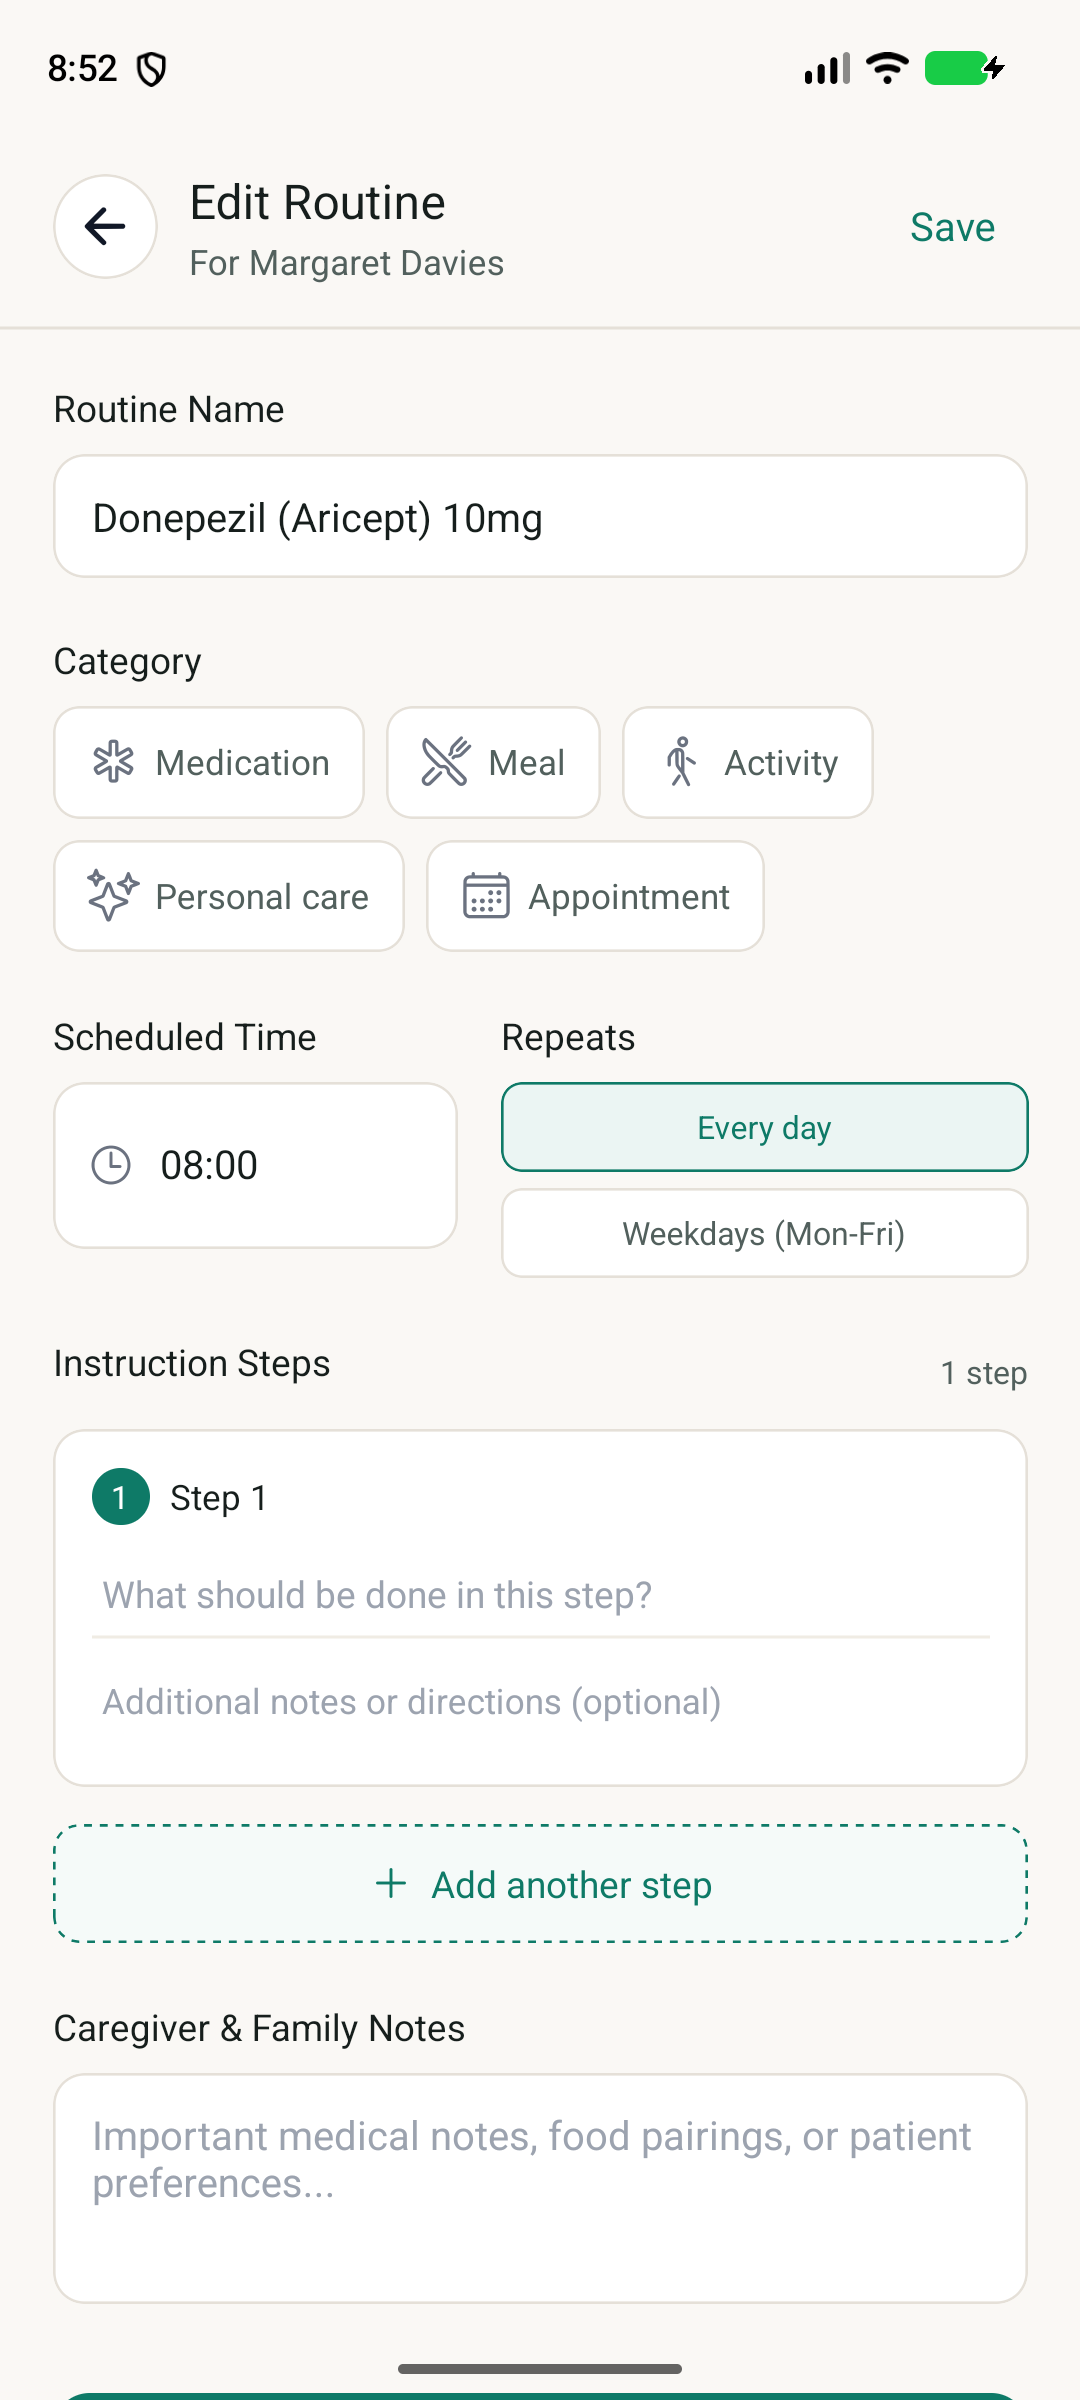 8:52
Edit Routine
For Margaret Davies
Save
Routine Name
Donepezil (Aricept) 10mg
Category
Medication
Meal
Activity
Personal care
Appointment
Scheduled Time
08:00
Repeats
Every day
Weekdays (Mon-Fri)
Instruction Steps
1 step
1 Step 1
What should be done in this step?
Additional notes or directions (optional)
Add another step
Caregiver & Family Notes
Important medical notes, food pairings, or patient
preferences...